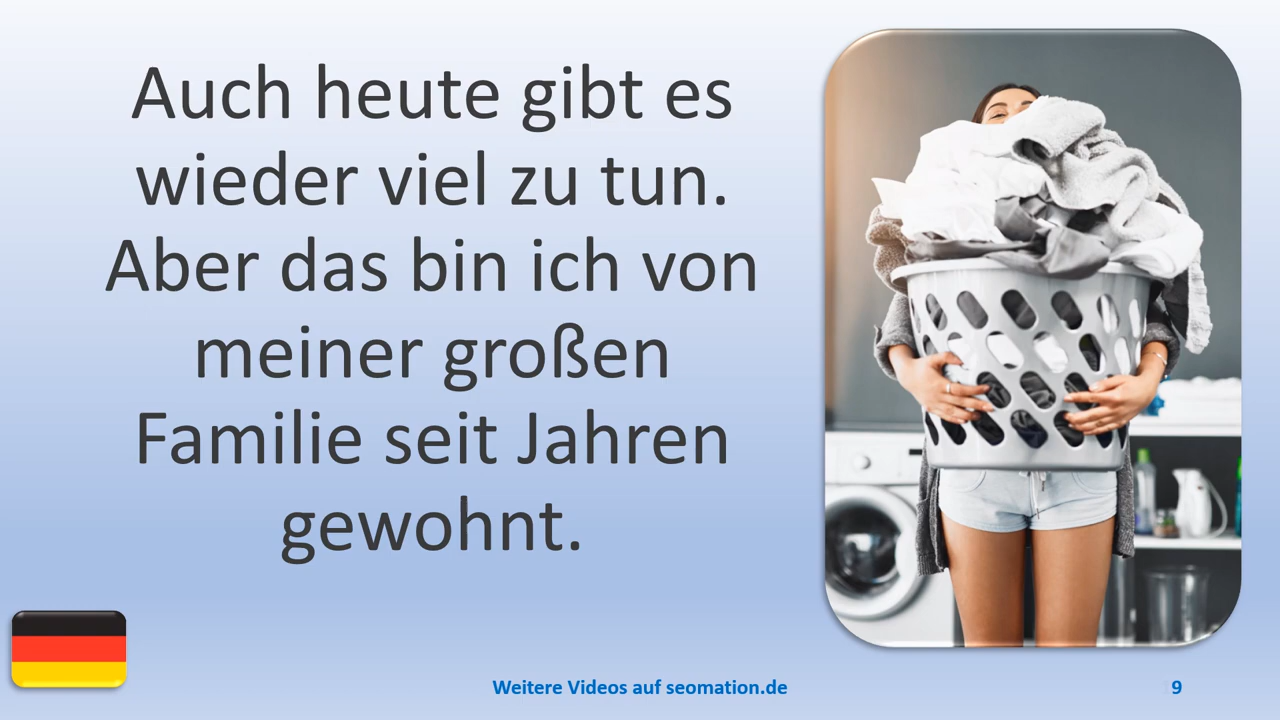 Auch heute gibt es
wieder viel zu tun.
Aber das bin ich von
meiner großen
Familie seit Jahren
gewohnt.
Weitere Videos auf seomation.de
9